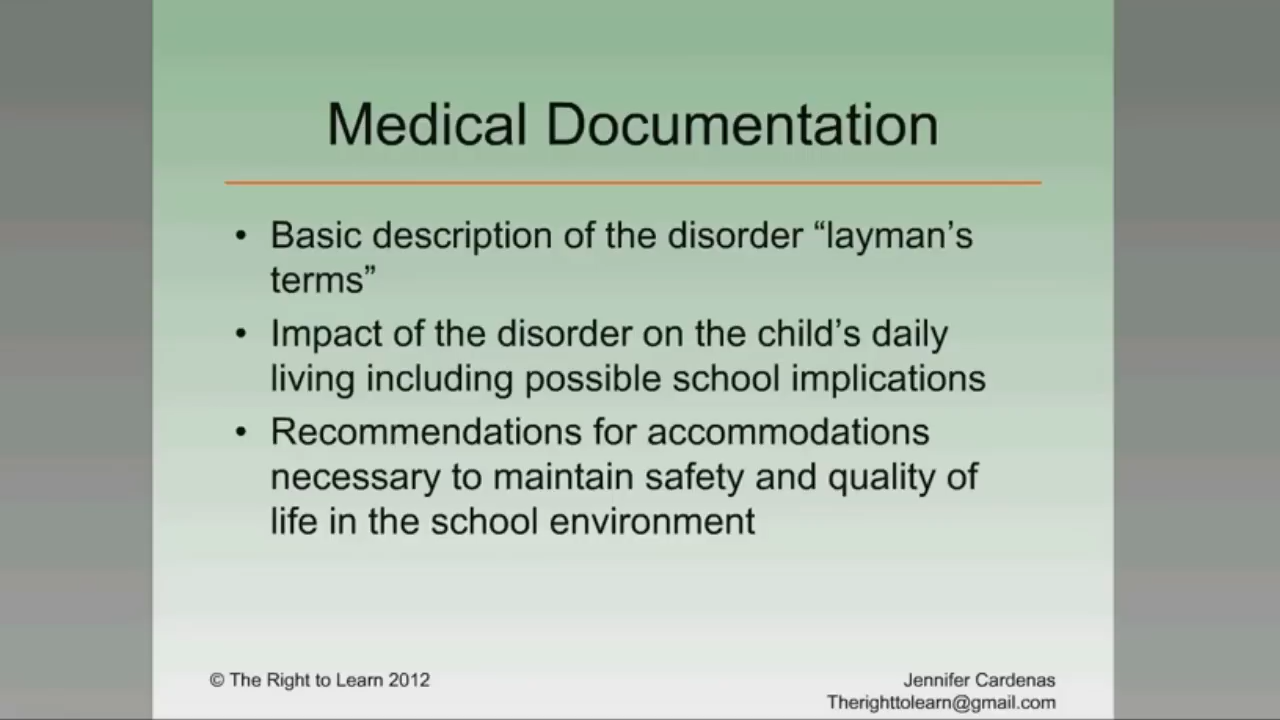 Medical Documentation
• Basic description of the disorder “layman’s
terms”
• Impact of the disorder on the child’s daily
living including possible school implications
• Recommendations for accommodations
necessary to maintain safety and quality of
life in the school environment
© The Right to Learn 2012
Jennifer Cardenas
Therighttolearn@gmail.com